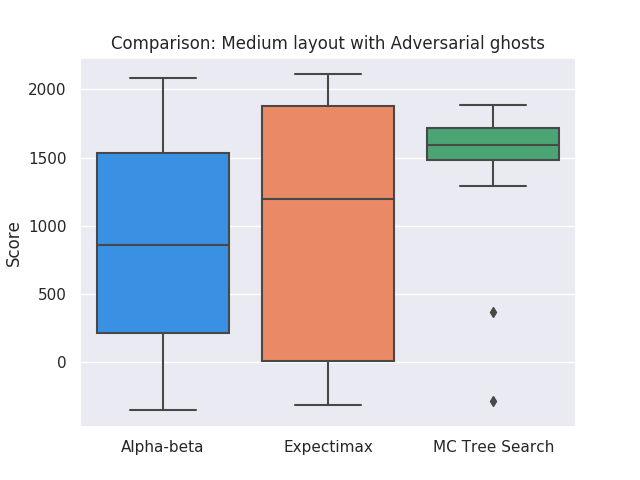 Comparison: Medium layout with Adversarial ghosts
2000
1500
1000
500
0
Score
Alpha-beta
Expectimax
MC Tree Search